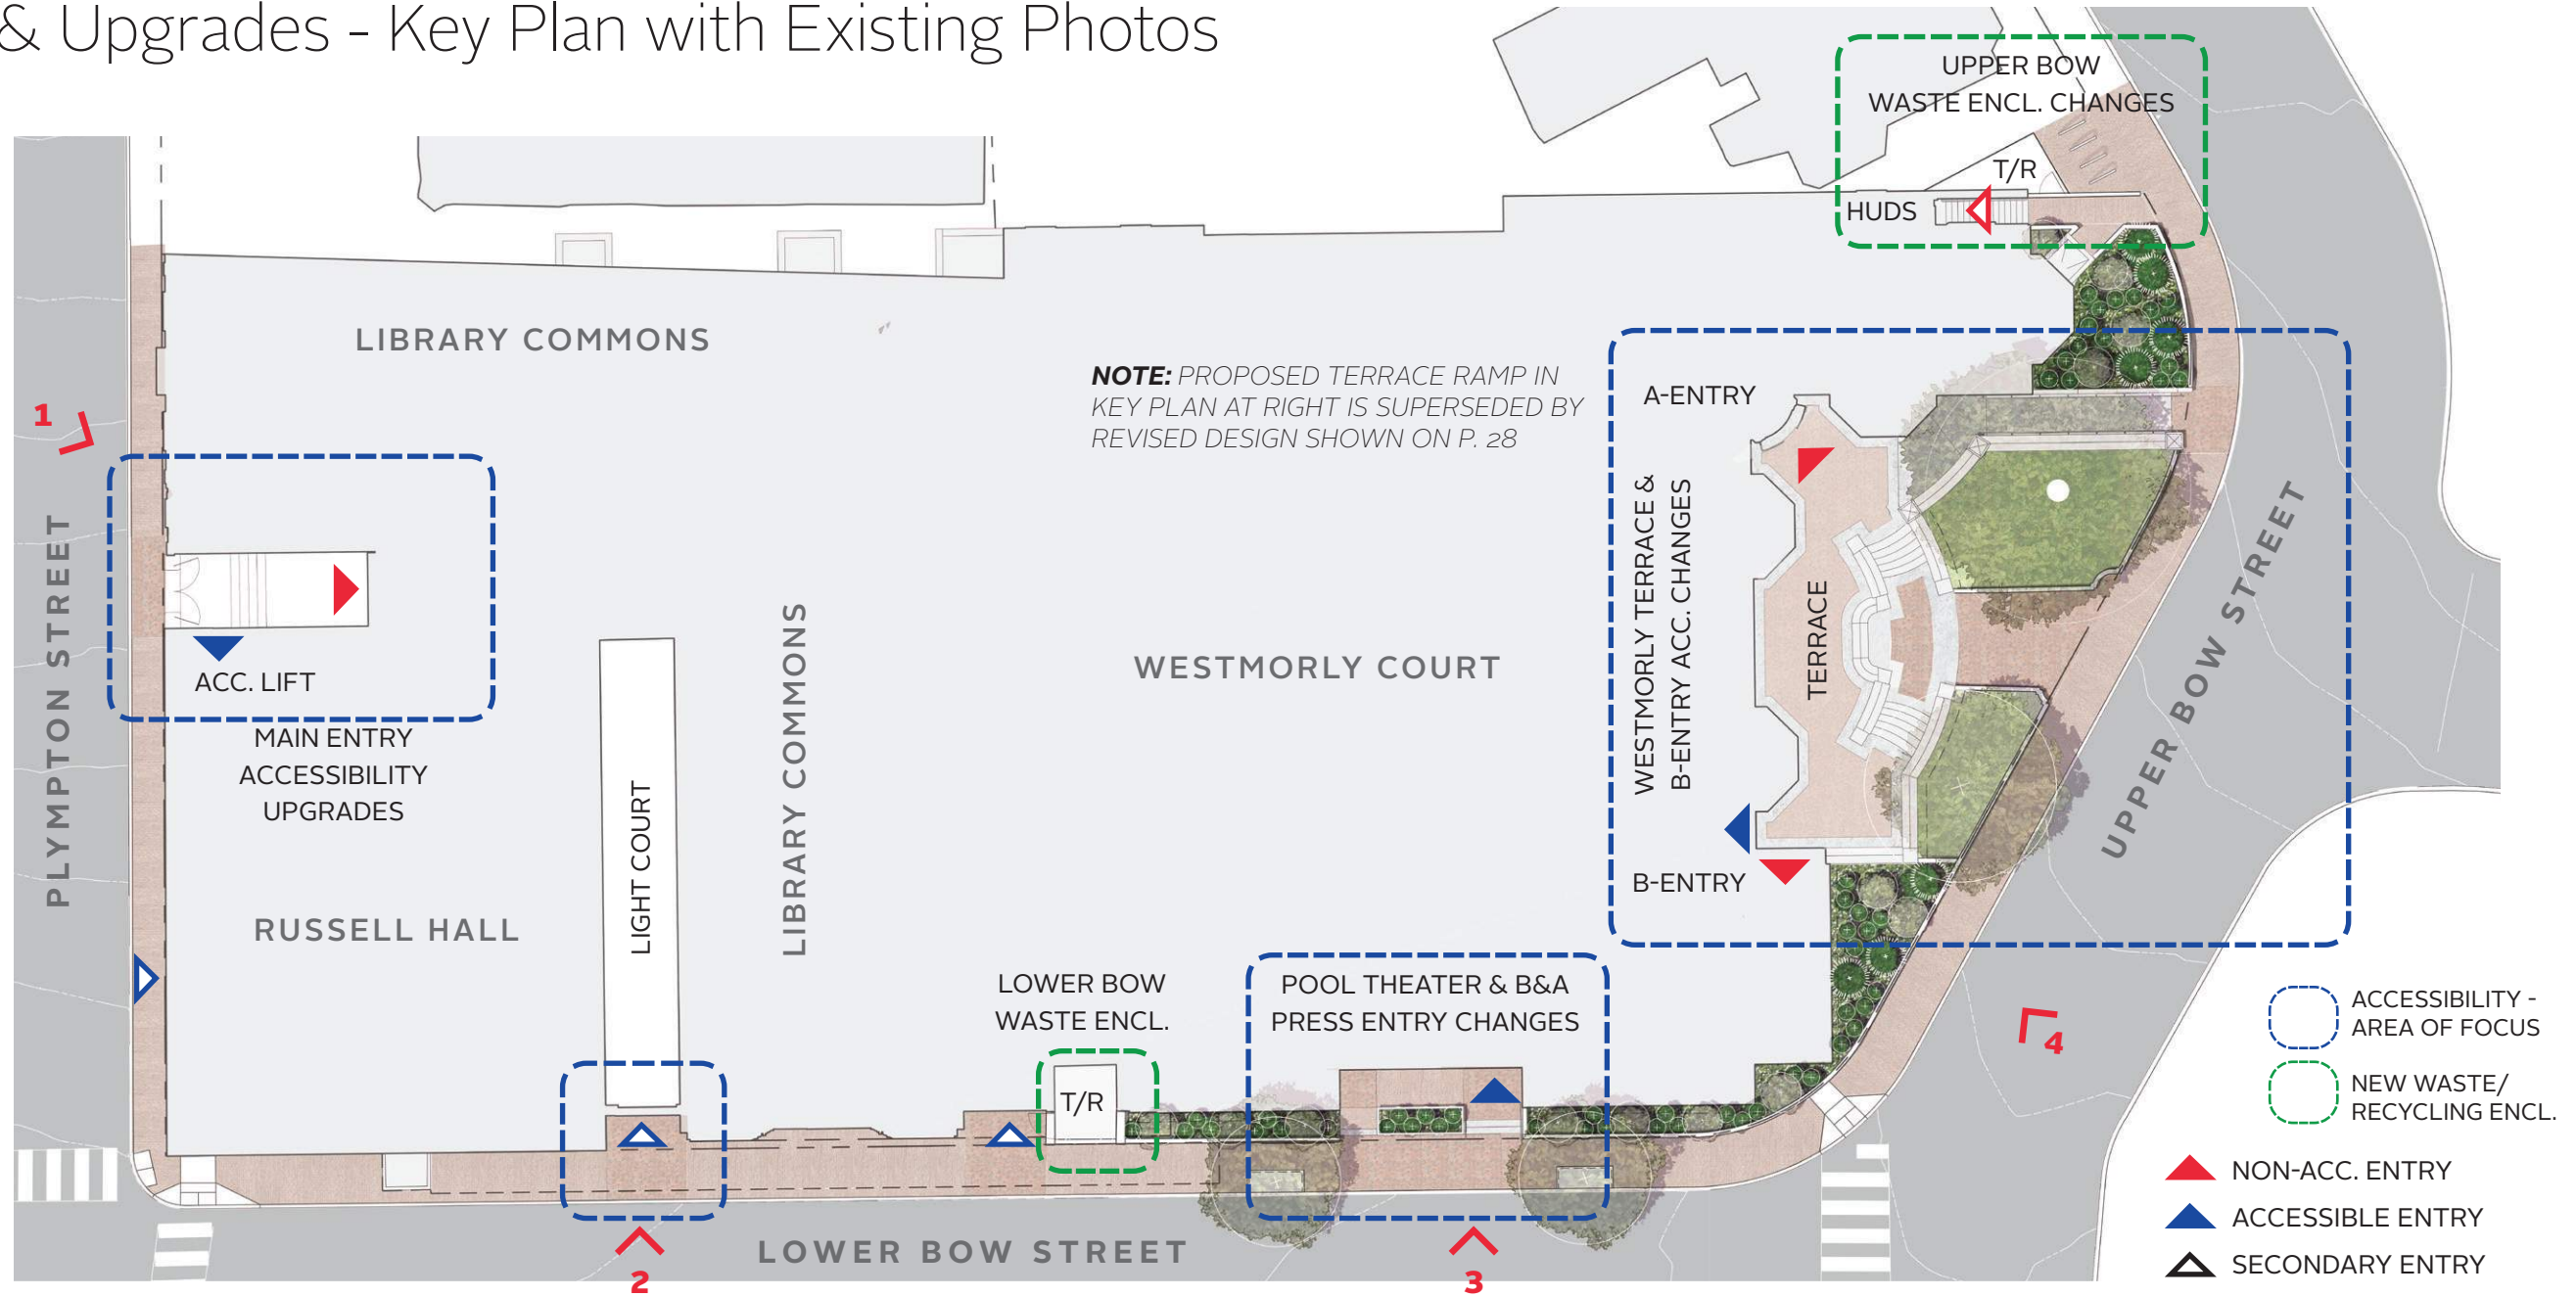 & Upgrades - Key Plan with Existing Photos
UPPER BOW
WASTE ENCL. CHANGES
T/R
HUDS
LIBRARY COMMONS
NOTE: PROPOSED TERRACE RAMP IN
KEY PLAN AT RIGHT IS SUPERSEDED BY
REVISED DESIGN SHOWN ON P. 28
A-ENTRY
1
PLYMPTON STREET
ACC. LIFT
MAIN ENTRY
ACCESSIBILITY
UPGRADES
RUSSELL HALL
LIGHT COURT
LIBRARY COMMONS
WESTMORLY COURT
WESTMORLY TERRACE &
B-ENTRY ACC. CHANGES
TERRACE
UPPER BOW STREET
B-ENTRY
LOWER BOW
WASTE ENCL.
T/R
POOL THEATER & B&A
PRESS ENTRY CHANGES
4
LOWER BOW STREET
2
3
ACCESSIBILITY -
AREA OF FOCUS
NEW WASTE/
RECYCLING ENCL.
NON-ACC. ENTRY
ACCESSIBLE ENTRY
SECONDARY ENTRY